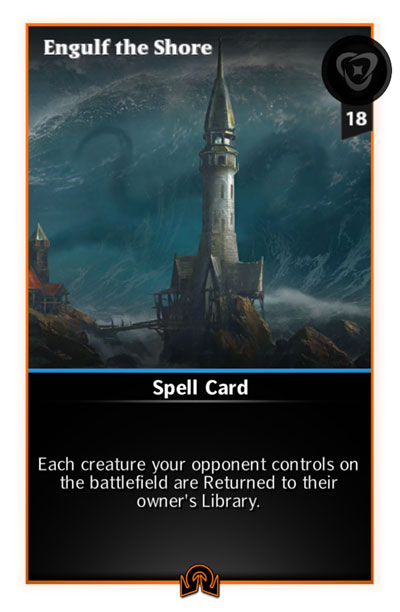 Engulf the Shore
18
Spell Card
Each creature your opponent controls on
the battlefield are Returned to their
owner's Library.